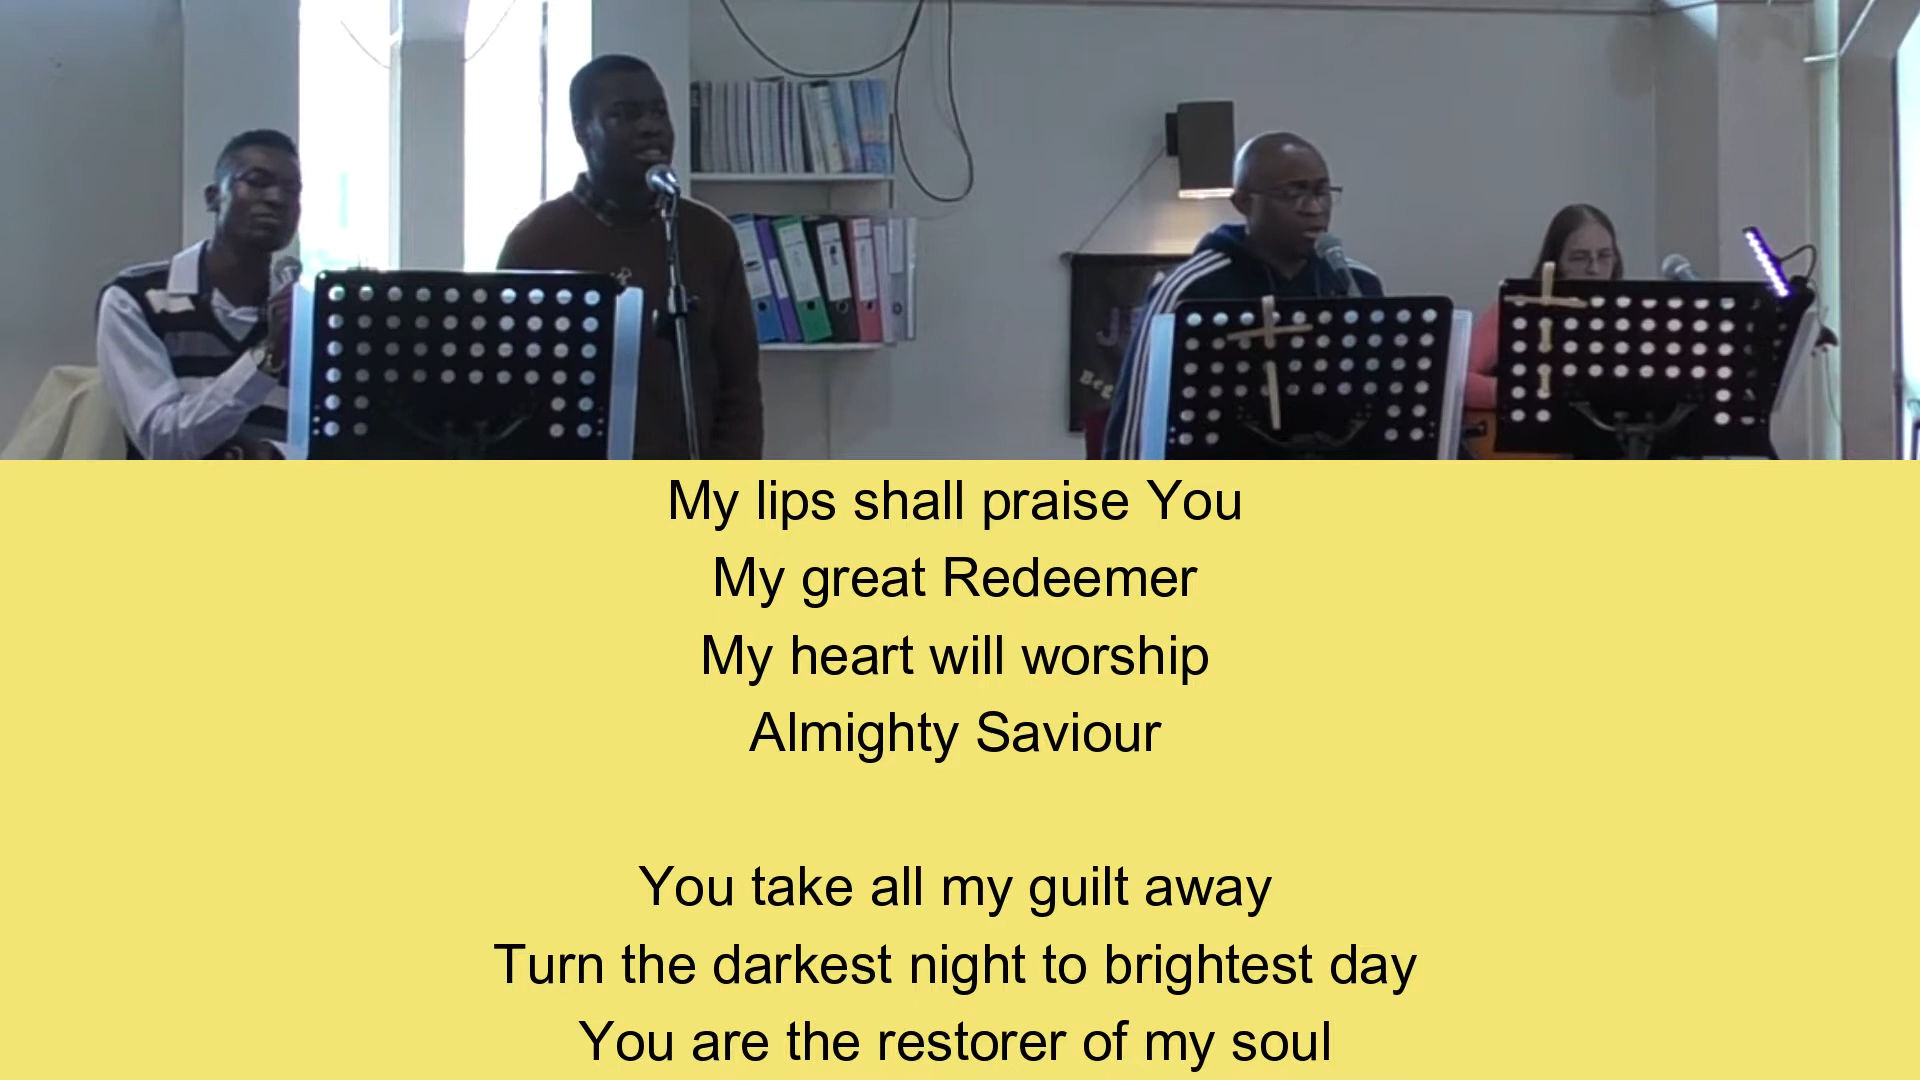 My lips shall praise You
My great Redeemer
My heart will worship
Almighty Saviour
You take all my guilt away
Turn the darkest night to brightest day
You are the restorer of my soul